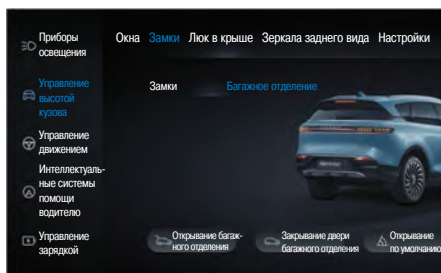 Приборы
освещения
Окна Замки Люк в крыше Зеркала заднего вида Настройки
Управление
высотой
кузова
Замки Багажное отделение
Управление
движением
Интеллектуаль-
ные системы
помощи
водителю
Управление
зарядкой
Открывание багаж-
ного отделения
Закрывание двери
багажного отделения
Открывание
по умолчанию